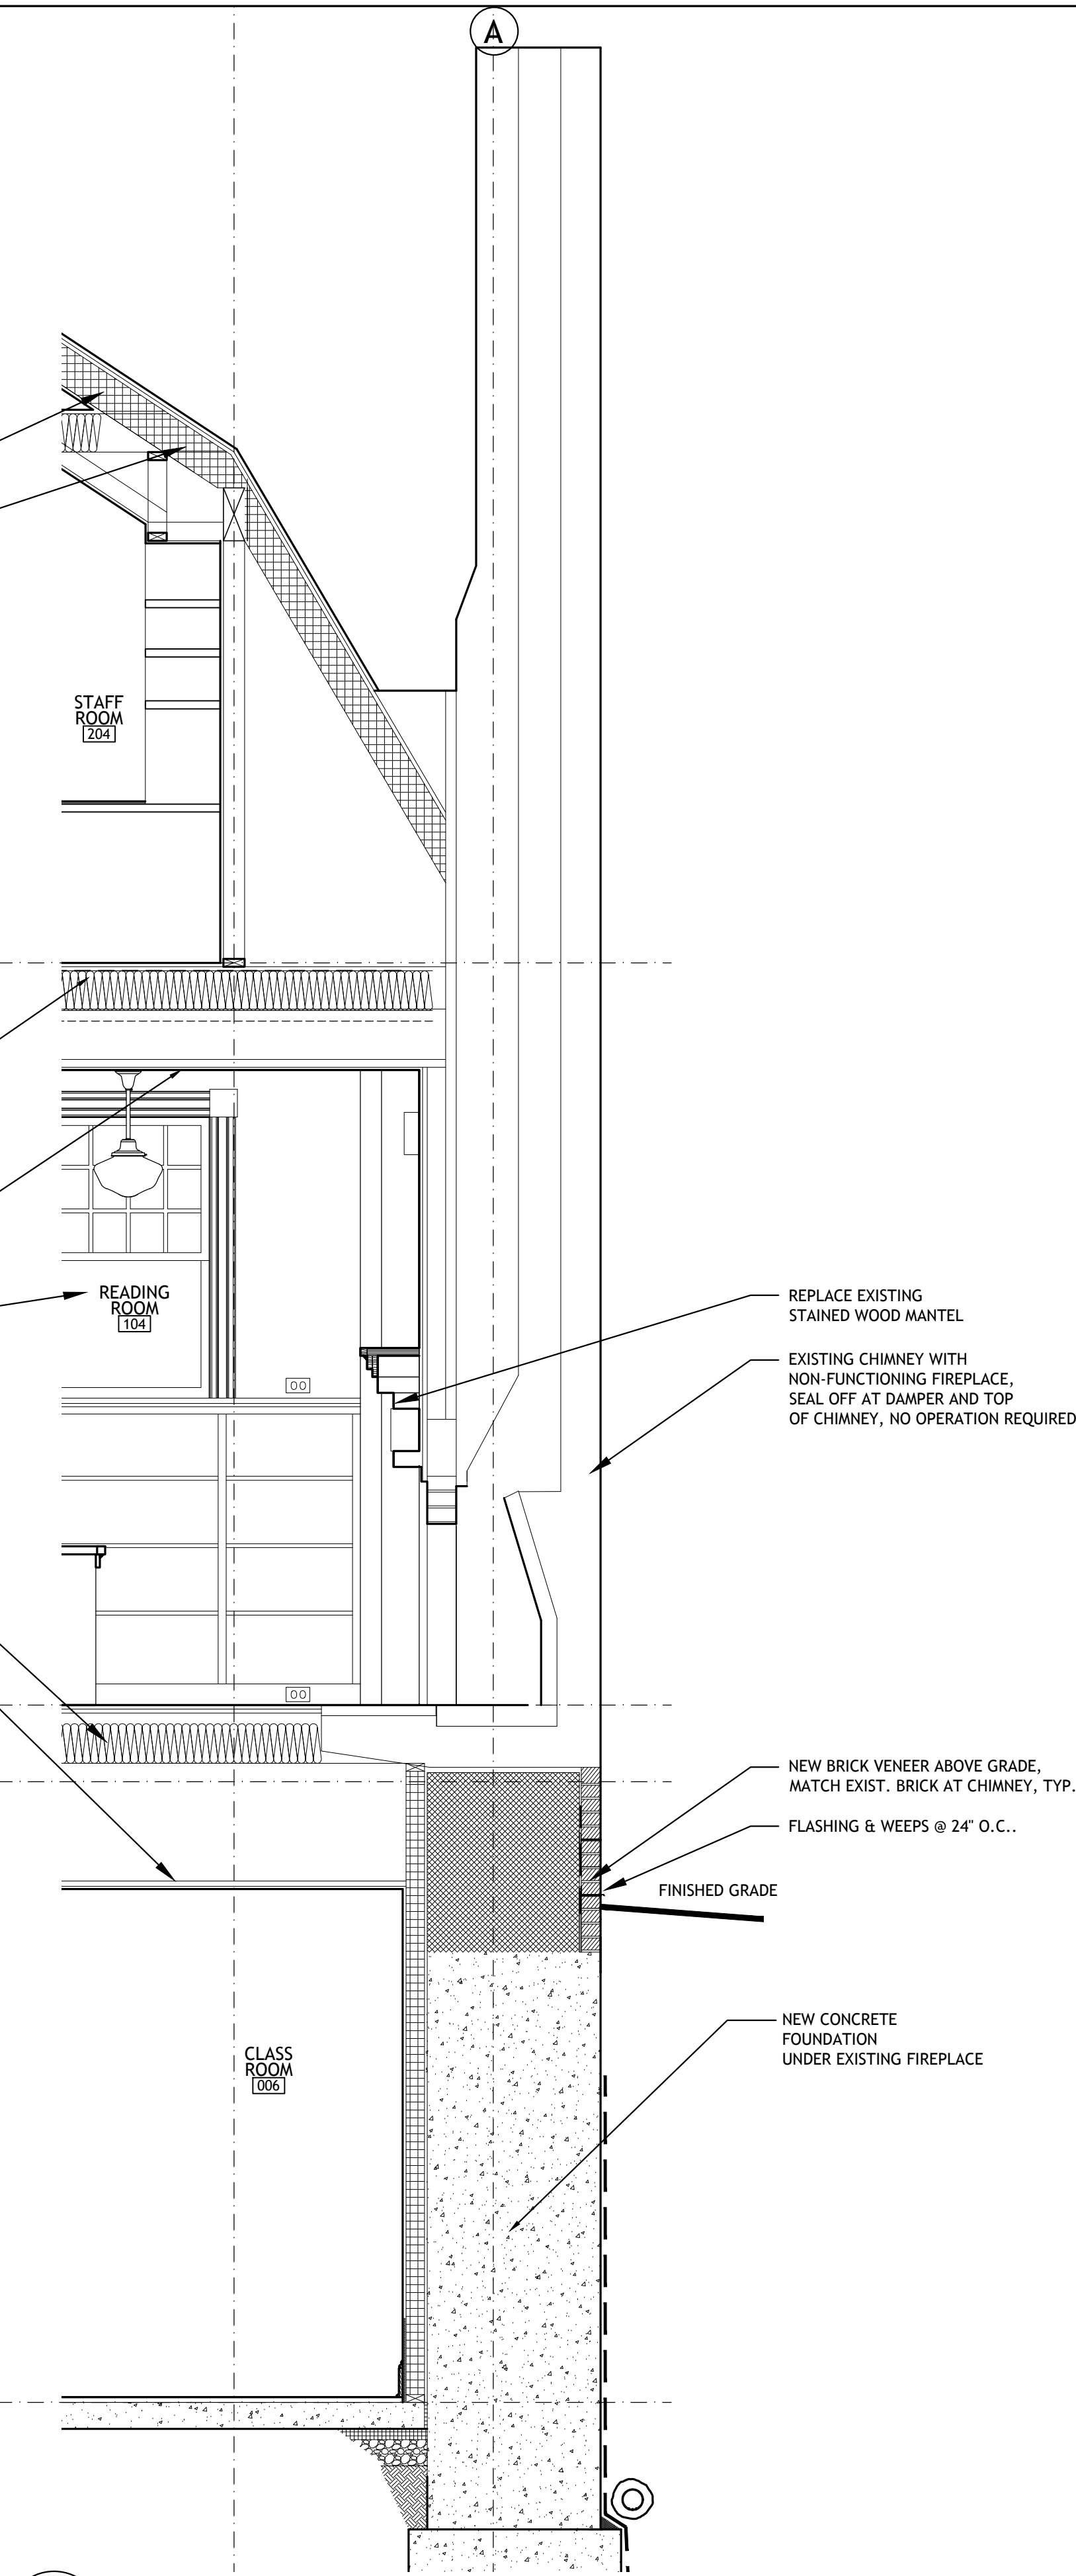 A
STAFF
ROOM
204
READING
ROOM
104
REPLACE EXISTING
STAINED WOOD MANTEL
EXISTING CHIMNEY WITH
NON-FUNCTIONING FIREPLACE,
SEAL OFF AT DAMPER AND TOP
OF CHIMNEY, NO OPERATION REQUIRED
NEW BRICK VENEER ABOVE GRADE,
MATCH EXIST. BRICK AT CHIMNEY, TYP.
FLASHING & WEEPS @ 24" O.C..
FINISHED GRADE
NEW CONCRETE
FOUNDATION
UNDER EXISTING FIREPLACE
CLASS
ROOM
006